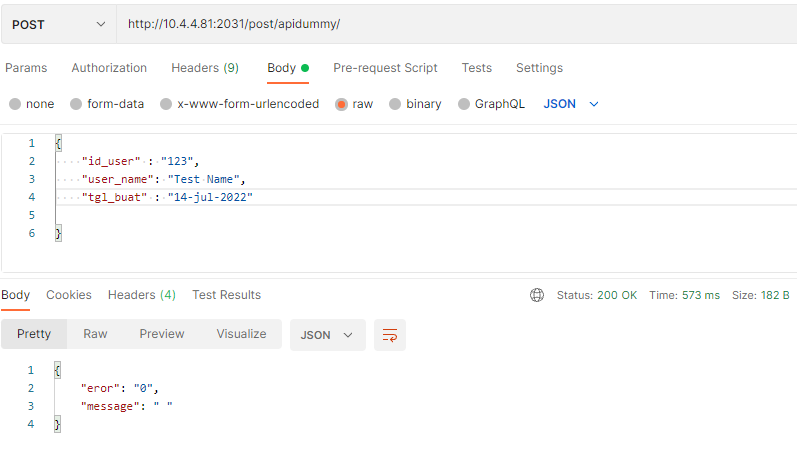 POST http://10.4.4.81:2031/post/apidummy/
Params Authorization Headers (9) Body Pre-request Script Tests Settings
none form-data x-www-form-urlencoded raw binary GraphQL JSON
1 {
2 "id_user" : "123",
3 "user_name": "Test Name",
4 "tgl_buat" : "14-jul-2022"
5
6 }
Body Cookies Headers (4) Test Results Status: 200 OK Time: 573 ms Size: 182 B
Pretty Raw Preview Visualize JSON
1 {
2 "eror": "0",
3 "message": " "
4 }